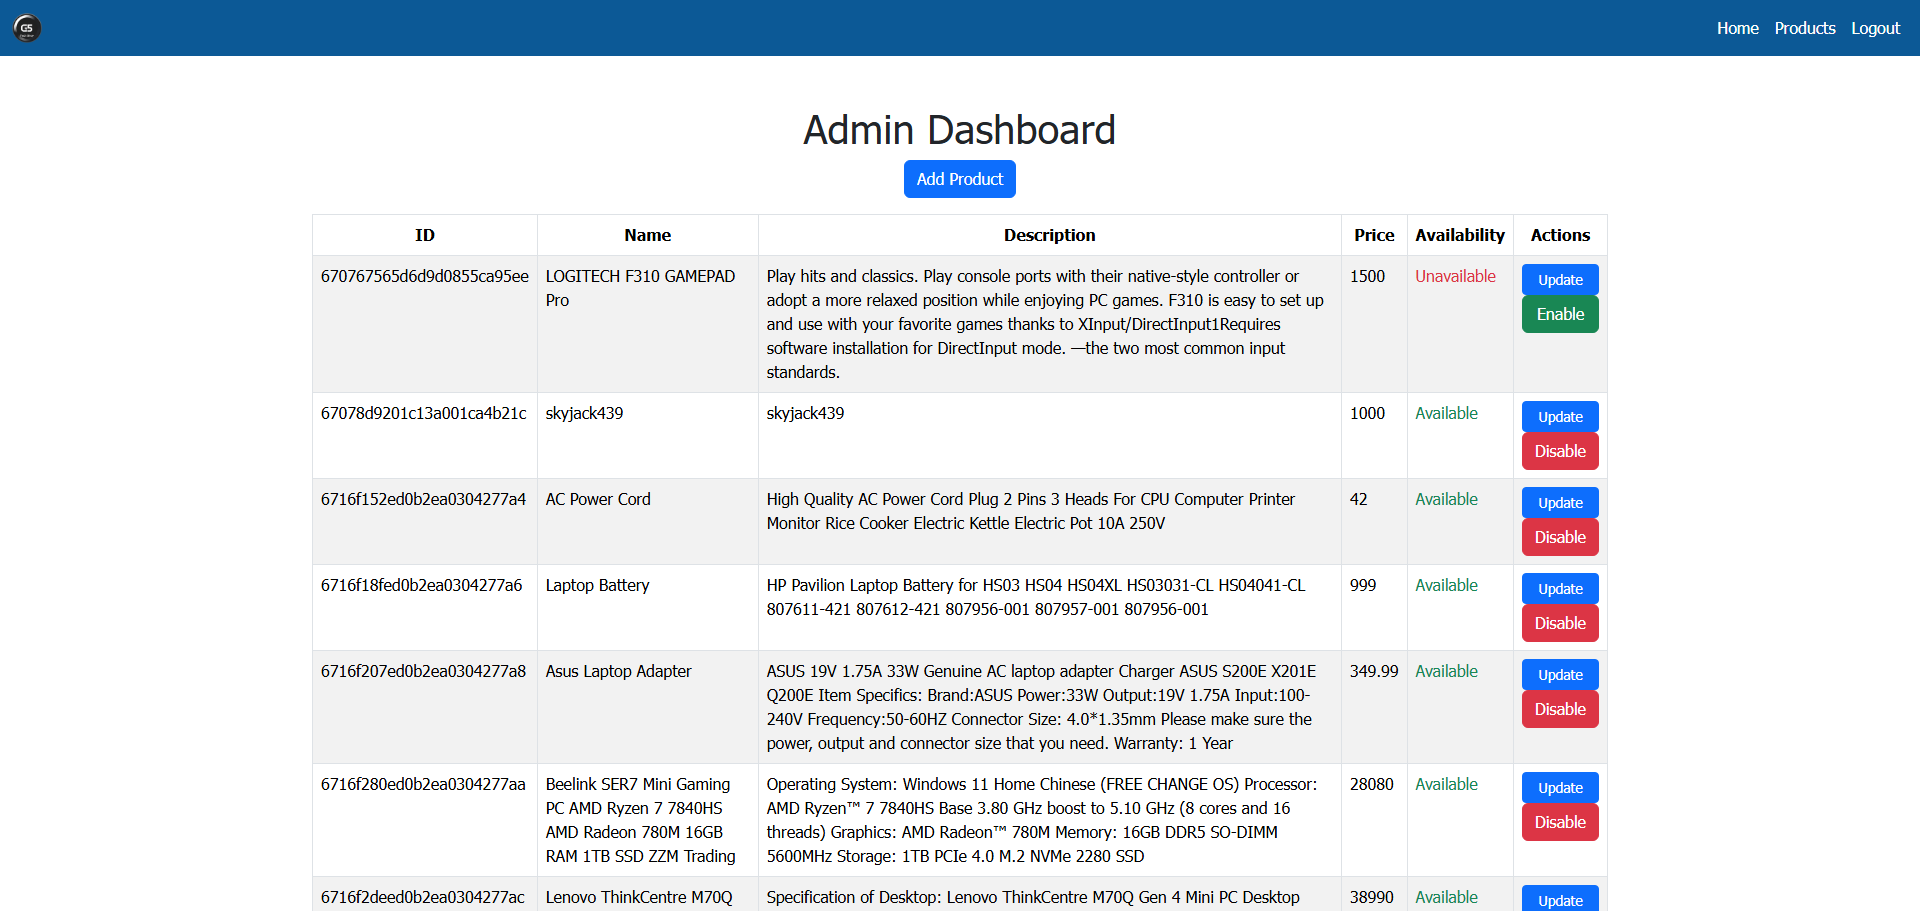 G5
Home Products Logout
Admin Dashboard
Add Product
ID Name Description Price Availability Actions
670767565d6d9d0855ca95ee LOGITECH F310 GAMEPAD Play hits and classics. Play console ports with their native-style controller or 1500 Unavailable Update
Pro adopt a more relaxed position while enjoying PC games. F310 is easy to set up Enable
and use with your favorite games thanks to XInput/DirectInput1Requires
software installation for DirectInput mode. —the two most common input
standards.
67078d9201c13a001ca4b21c skyjack439 skyjack439 1000 Available Update
Disable
6716f152ed0b2ea0304277a4 AC Power Cord High Quality AC Power Cord Plug 2 Pins 3 Heads For CPU Computer Printer 42 Available Update
Monitor Rice Cooker Electric Kettle Electric Pot 10A 250V Disable
6716f18fed0b2ea0304277a6 Laptop Battery HP Pavilion Laptop Battery for HS03 HS04 HS04XL HS03031-CL HS04041-CL 999 Available Update
807611-421 807612-421 807956-001 807957-001 807956-001 Disable
6716f207ed0b2ea0304277a8 Asus Laptop Adapter ASUS 19V 1.75A 33W Genuine AC laptop adapter Charger ASUS S200E X201E 349.99 Available Update
Q200E Item Specifics: Brand:ASUS Power:33W Output:19V 1.75A Input:100- Disable
240V Frequency:50-60HZ Connector Size: 4.0*1.35mm Please make sure the
power, output and connector size that you need. Warranty: 1 Year
6716f280ed0b2ea0304277aa Beelink SER7 Mini Gaming Operating System: Windows 11 Home Chinese (FREE CHANGE OS) Processor: 28080 Available Update
PC AMD Ryzen 7 7840HS AMD Ryzen™ 7 7840HS Base 3.80 GHz boost to 5.10 GHz (8 cores and 16 Disable
AMD Radeon 780M 16GB threads) Graphics: AMD Radeon™ 780M Memory: 16GB DDR5 SO-DIMM
RAM 1TB SSD ZZM Trading 5600MHz Storage: 1TB PCIe 4.0 M.2 NVMe 2280 SSD
6716f2deed0b2ea0304277ac Lenovo ThinkCentre M70Q Specification of Desktop: Lenovo ThinkCentre M70Q Gen 4 Mini PC Desktop 38990 Available Update